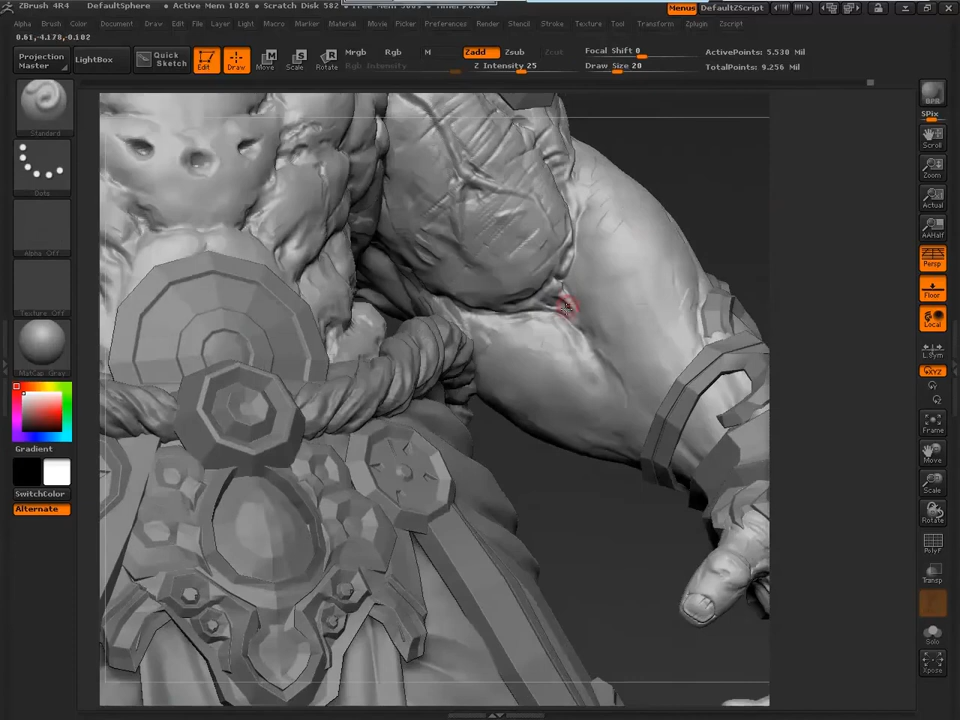 ZBrush 4R4 DefaultSphere • Active Mem 1026 • Scratch Disk 582
Menus DefaultZScript
Alpha Brush Color Document Draw Edit File Layer Light Macro Marker Material Movie Picker Preferences Render Stencil Stroke Texture Tool Transform Zplugin Zscript
0.61,-4.178,-0.102
Projection Master
LightBox
Quick Sketch
Edit
Draw
Move
Scale
Rotate
Mrgb Rgb M
Rgb Intensity
Zadd Zsub Zcut
Z Intensity 25
Focal Shift 0
Draw Size 20
ActivePoints: 5.530 Mil
TotalPoints: 9.256 Mil
Standard
Dots
Alpha Off
Texture Off
MatCap Gray
Gradient
SwitchColor
Alternate
BPR
SPix
Scroll
Zoom
Actual
AAHalf
Persp
Floor
Local
L.Sym
XYZ
Frame
Move
Scale
Rotate
PolyF
Transp
Solo
Xpose